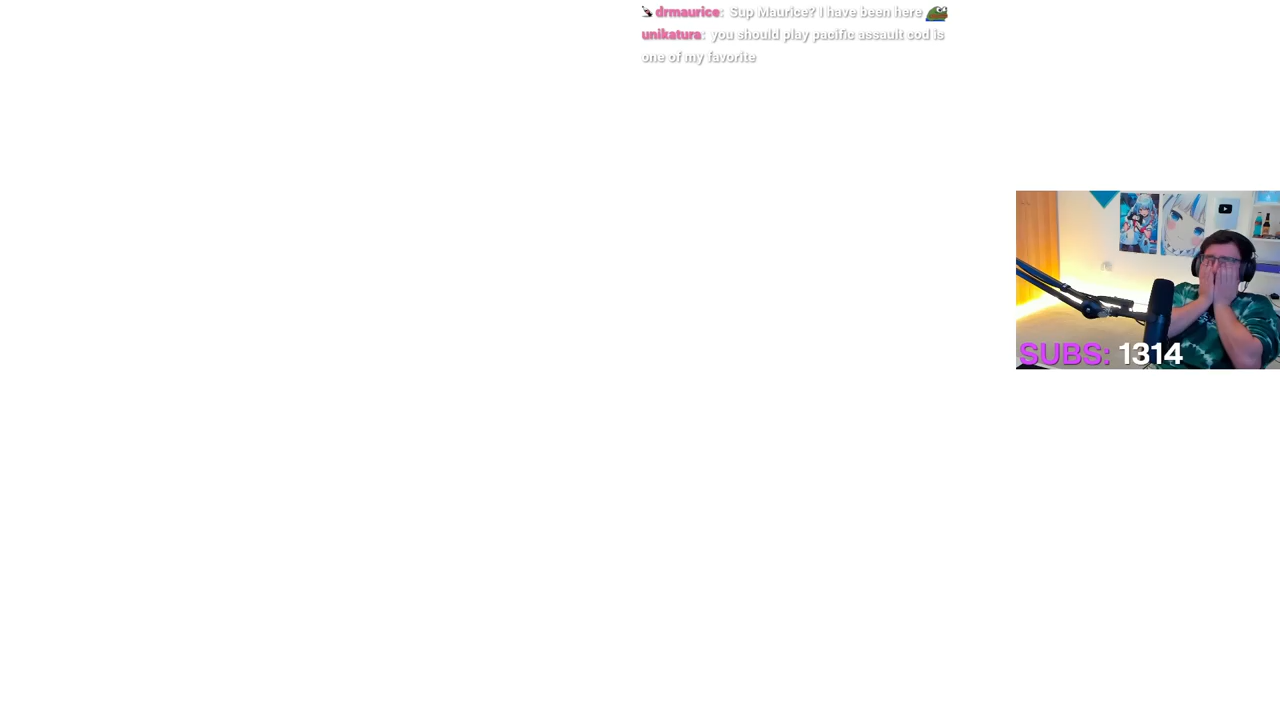 drmaurice: Sup Maurice? I have been here
unikatura: you should play pacific assault cod is
one of my favorite
SUBS: 1314